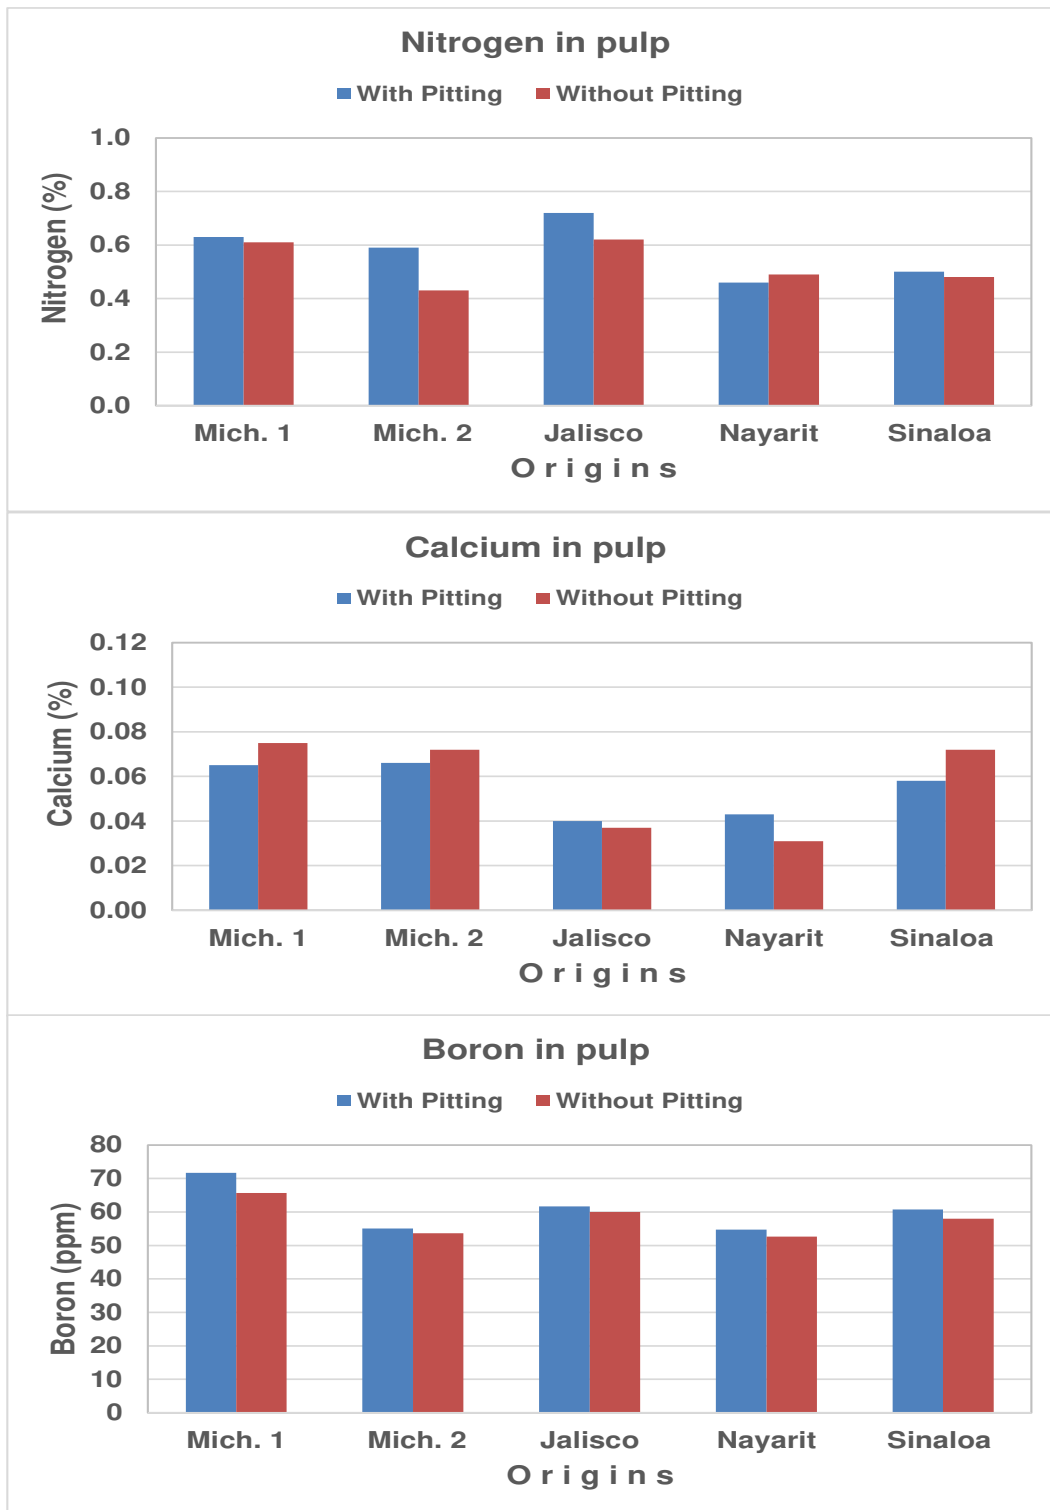 Nitrogen in pulp
With Pitting Without Pitting
1.0
0.8
0.6
0.4
0.2
0.0
Nitrogen (%)
Mich. 1 Mich. 2 Jalisco Nayarit Sinaloa
O r i g i n s
Calcium in pulp
With Pitting Without Pitting
0.12
0.10
0.08
0.06
0.04
0.02
0.00
Calcium (%)
Mich. 1 Mich. 2 Jalisco Nayarit Sinaloa
O r i g i n s
Boron in pulp
With Pitting Without Pitting
80
70
60
50
40
30
20
10
0
Boron (ppm)
Mich. 1 Mich. 2 Jalisco Nayarit Sinaloa
O r i g i n s